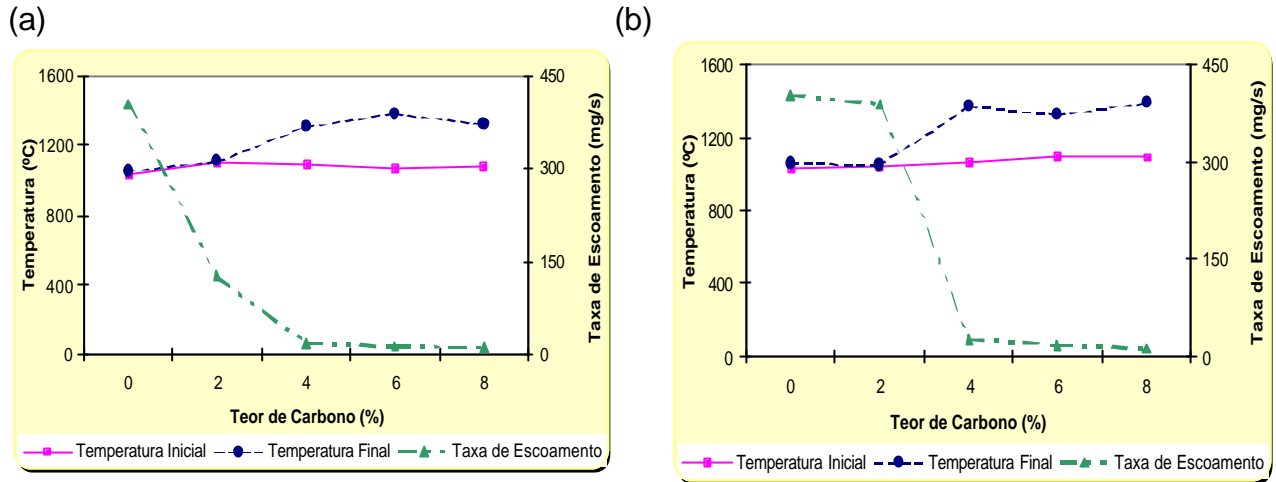 (a)
Temperatura (ºC)
1600
1200
800
400
0
450
300
150
0
Taxa de Escoamento (mg/s)
0 2 4 6 8
Teor de Carbono (%)
Temperatura Inicial Temperatura Final Taxa de Escoamento
(b)
Temperatura (ºC)
1600
1200
800
400
0
450
300
150
0
Taxa de Escoamento (mg/s)
0 2 4 6 8
Teor de Carbono (%)
Temperatura Inicial Temperatura Final Taxa de Escoamento